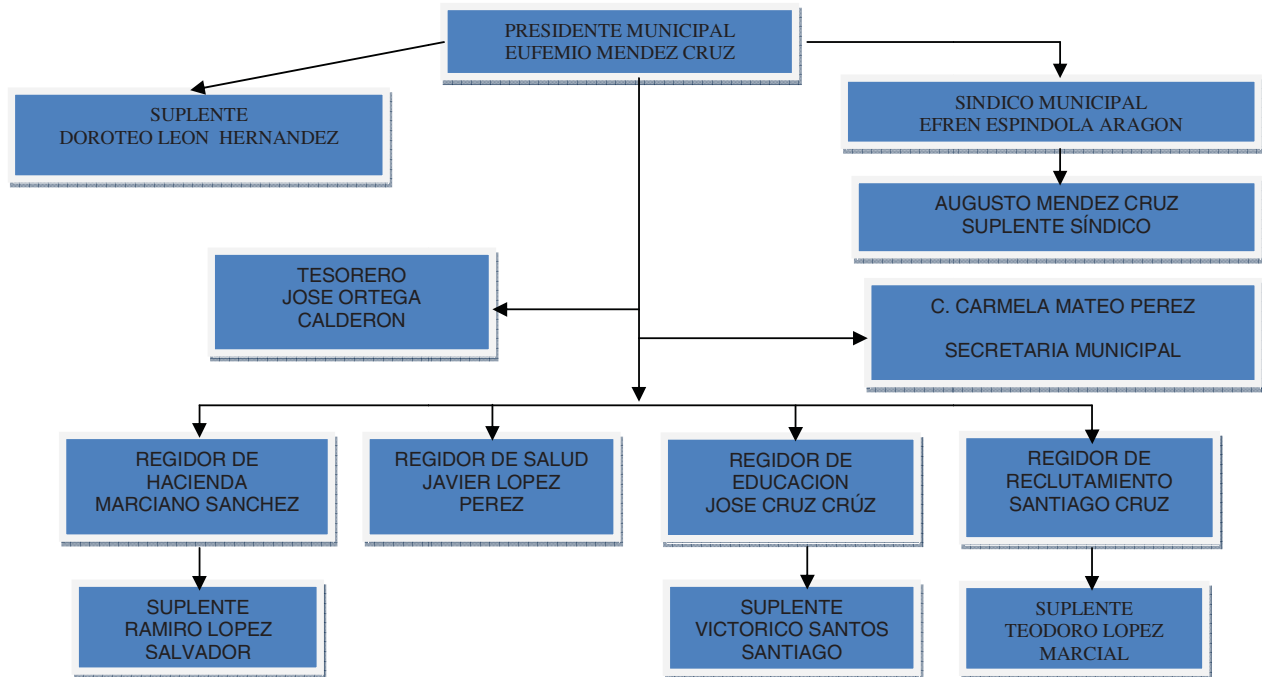 PRESIDENTE MUNICIPAL
EUFEMIO MENDEZ CRUZ
SUPLENTE
DOROTEO LEON HERNANDEZ
SINDICO MUNICIPAL
EFREN ESPINDOLA ARAGON
AUGUSTO MENDEZ CRUZ
SUPLENTE SÍNDICO
TESORERO
JOSE ORTEGA
CALDERON
C. CARMELA MATEO PEREZ
SECRETARIA MUNICIPAL
REGIDOR DE
HACIENDA
MARCIANO SANCHEZ
REGIDOR DE SALUD
JAVIER LOPEZ
PEREZ
REGIDOR DE
EDUCACION
JOSE CRUZ CRÚZ
REGIDOR DE
RECLUTAMIENTO
SANTIAGO CRUZ
SUPLENTE
RAMIRO LOPEZ
SALVADOR
SUPLENTE
VICTORICO SANTOS
SANTIAGO
SUPLENTE
TEODORO LOPEZ
MARCIAL